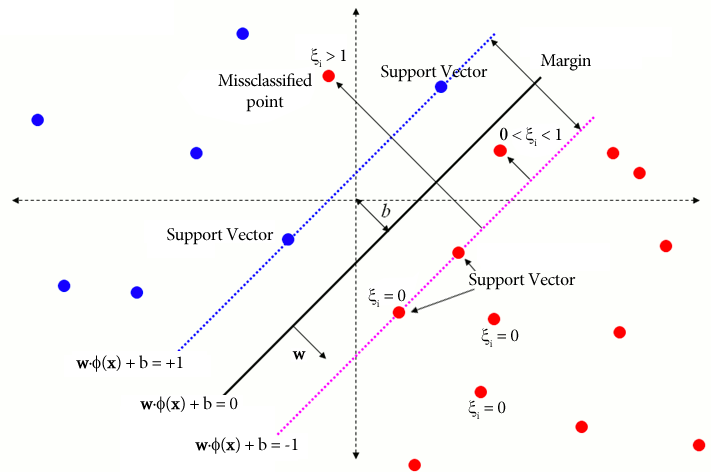 ξi > 1
Missclassified
point
Support Vector
Margin
0 < ξi < 1
b
Support Vector
Support Vector
ξi = 0
ξi = 0
w
w·ϕ(x) + b = +1
w·ϕ(x) + b = 0
ξi = 0
w·ϕ(x) + b = -1